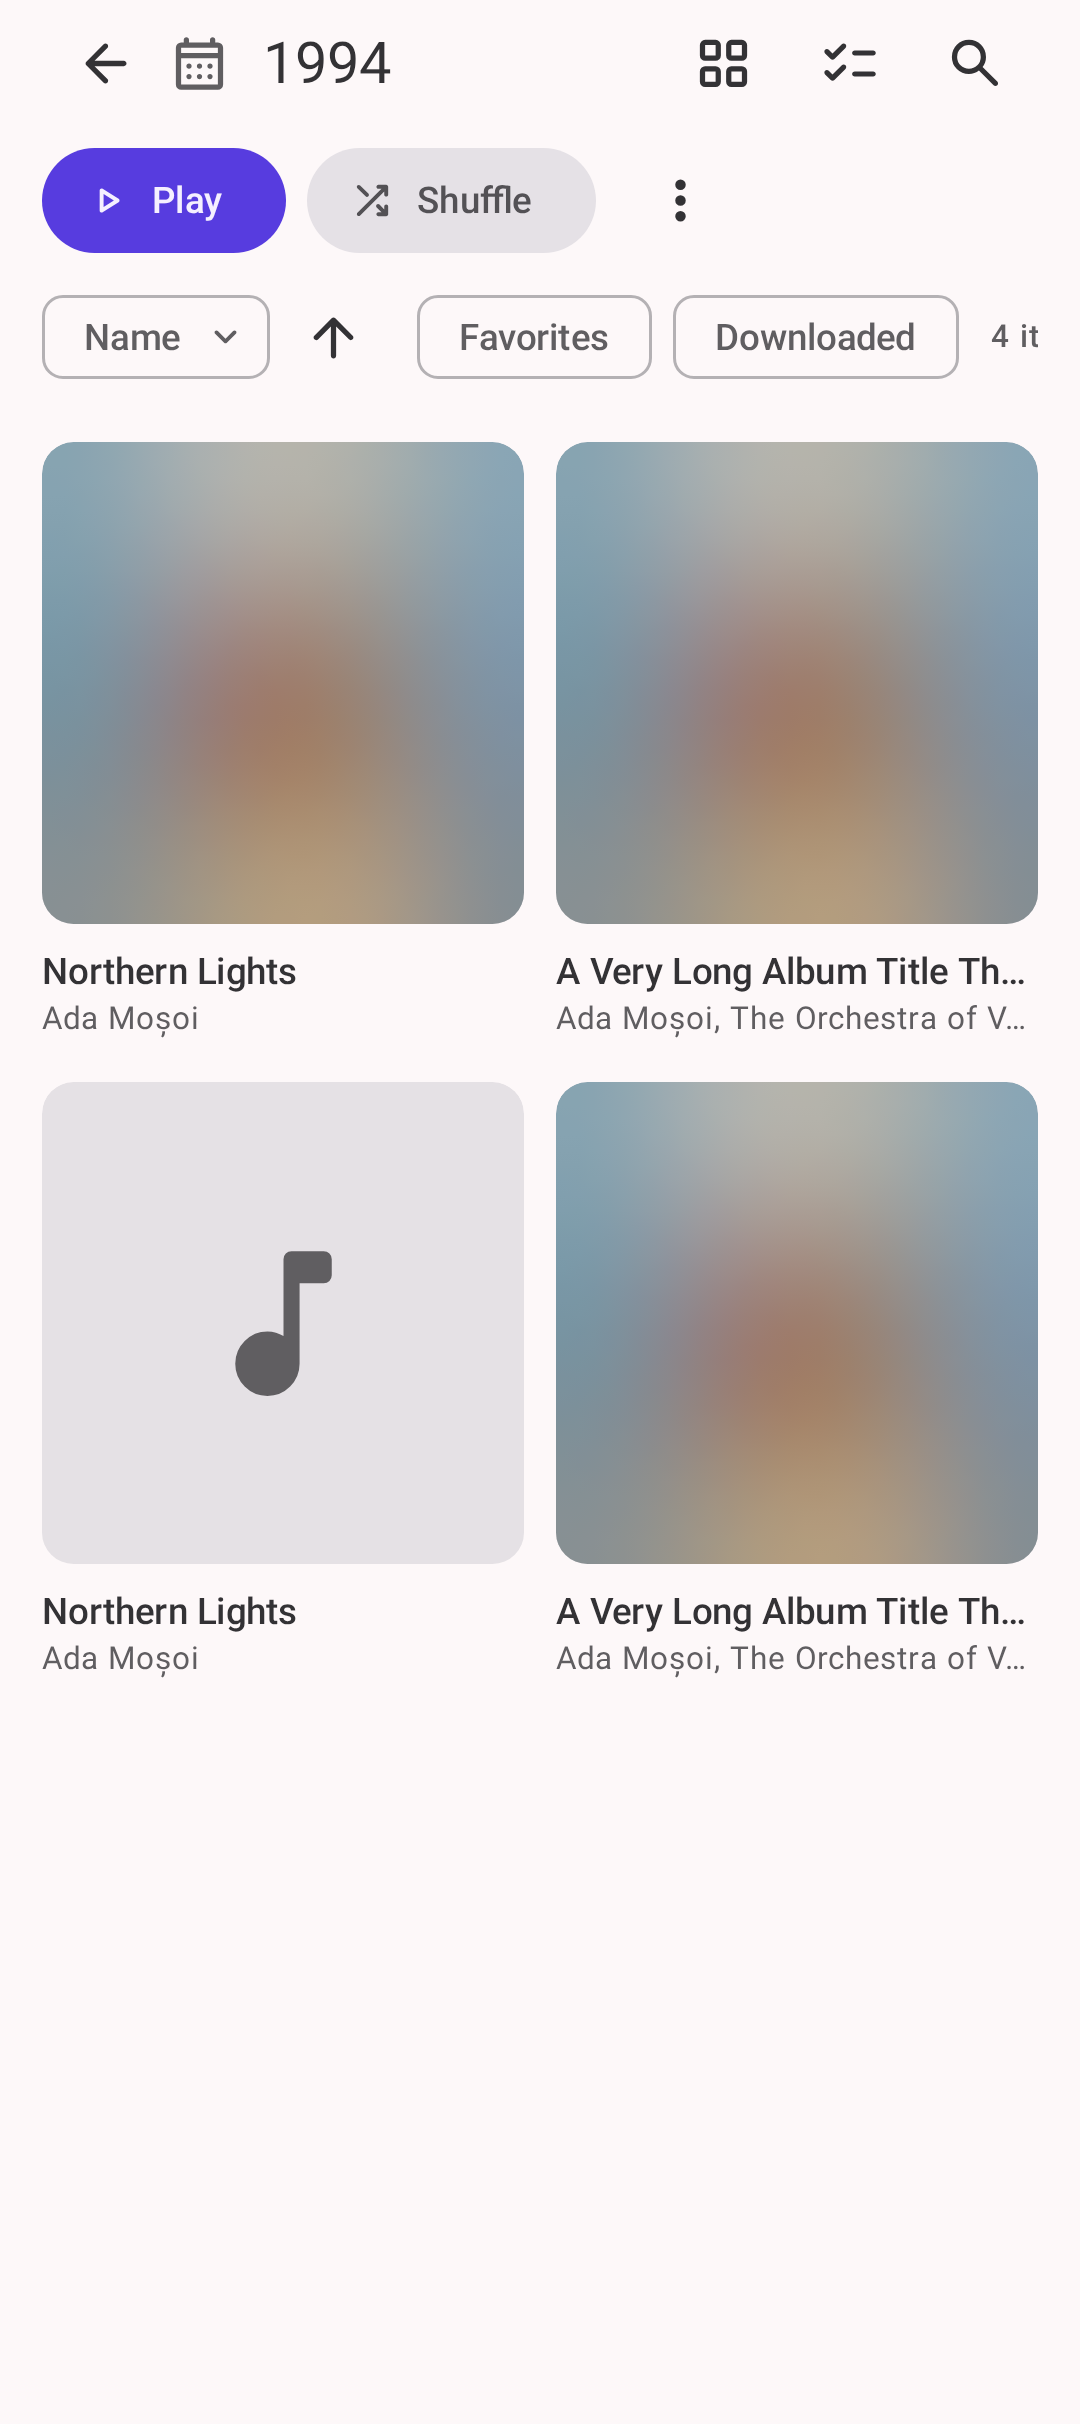 1994
Play
Shuffle
Name
Favorites
Downloaded
4 it
Northern Lights
A Very Long Album Title Th…
Ada Moșoi
Ada Moșoi, The Orchestra of V…
Northern Lights
A Very Long Album Title Th…
Ada Moșoi
Ada Moșoi, The Orchestra of V…